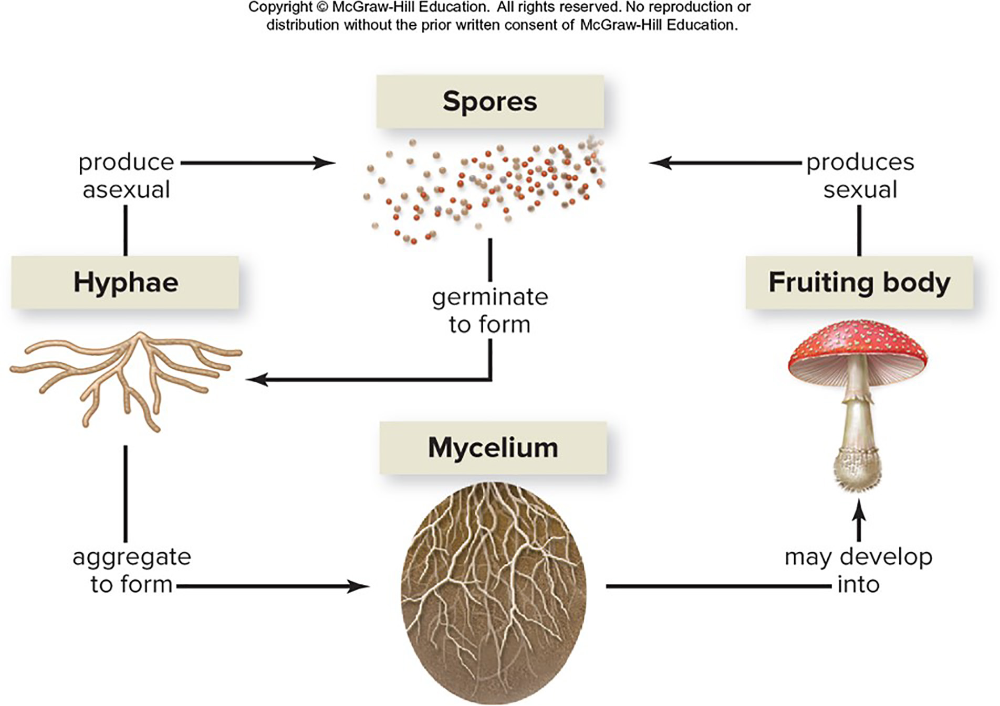 Copyright © McGraw-Hill Education. All rights reserved. No reproduction or
distribution without the prior written consent of McGraw-Hill Education.
Spores
produce
asexual
produces
sexual
Hyphae
germinate
to form
Fruiting body
Mycelium
aggregate
to form
may develop
into